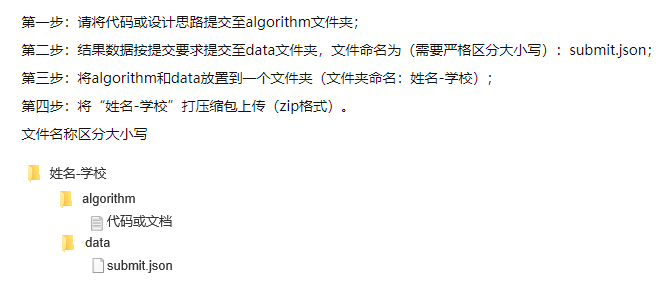 第一步：请将代码或设计思路提交至algorithm文件夹；
第二步：结果数据按提交要求提交至data文件夹，文件命名为（需要严格区分大小写）：submit.json；
第三步：将algorithm和data放置到一个文件夹（文件夹命名：姓名-学校）；
第四步：将“姓名-学校”打压缩包上传（zip格式）。
文件名称区分大小写
姓名-学校
algorithm
代码或文档
data
submit.json